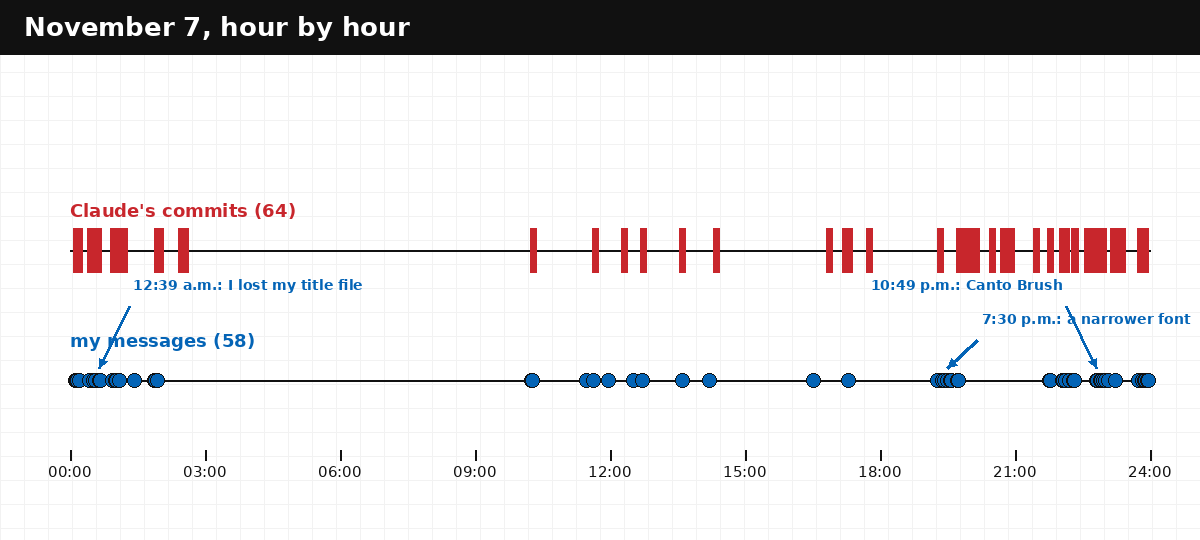 November 7, hour by hour
Claude's commits (64)
12:39 a.m.: I lost my title file
10:49 p.m.: Canto Brush
7:30 p.m.: a narrower font
my messages (58)
00:00 03:00 06:00 09:00 12:00 15:00 18:00 21:00 24:00